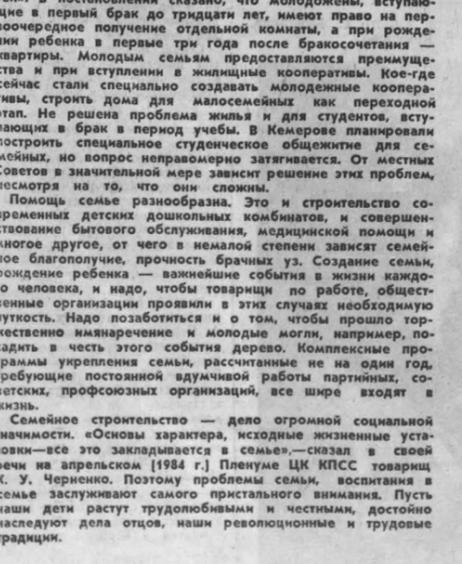 в постановлении сказано, что молодожены, вступаю-
щие в первый брак до тридцати лет, имеют право на пер-
воочередное получение отдельной комнаты, а при рожде-
нии ребенка в первые три года после бракосочетания —
квартиры. Молодым семьям предоставляются преимуще-
ства и при вступлении в жилищные кооперативы. Кое-где
сейчас стали специально создавать молодежные коопера-
тивы, строить дома для малосемейных как переходной
этап. Не решена проблема жилья и для студентов, всту-
пающих в брак в период учебы. В Кемерове планировали
построить специальное студенческое общежитие для се-
мейных, но вопрос неправомерно затягивается. От местных
Советов в значительной мере зависит решение этих проблем,
несмотря на то, что они сложны.
Помощь семье разнообразна. Это и строительство со-
временных детских дошкольных комбинатов, и совершен-
ствование бытового обслуживания, медицинской помощи и
многое другое, от чего в немалой степени зависят семей-
ное благополучие, прочность брачных уз. Создание семьи,
рождение ребенка — важнейшие события в жизни каждо-
го человека, и надо, чтобы товарищи по работе, общест-
венные организации проявили в этих случаях необходимую
чуткость. Надо позаботиться и о том, чтобы прошло тор-
жественно имянаречение и молодые могли, например, по-
садить в честь этого события дерево. Комплексные про-
граммы укрепления семьи, рассчитанные не на один год,
требующие постоянной вдумчивой работы партийных, со-
ветских, профсоюзных организаций, все шире входят в
жизнь.
Семейное строительство — дело огромной социальной
значимости. «Основы характера, исходные жизненные уста-
новки—все это закладывается в семье»,—сказал в своей
речи на апрельском [1984 г.] Пленуме ЦК КПСС товарищ
К. У. Черненко. Поэтому проблемы семьи, воспитания в
семье заслуживают самого пристального внимания. Пусть
наши дети растут трудолюбивыми и честными, достойно
наследуют дела отцов, наши революционные и трудовые
традиции.